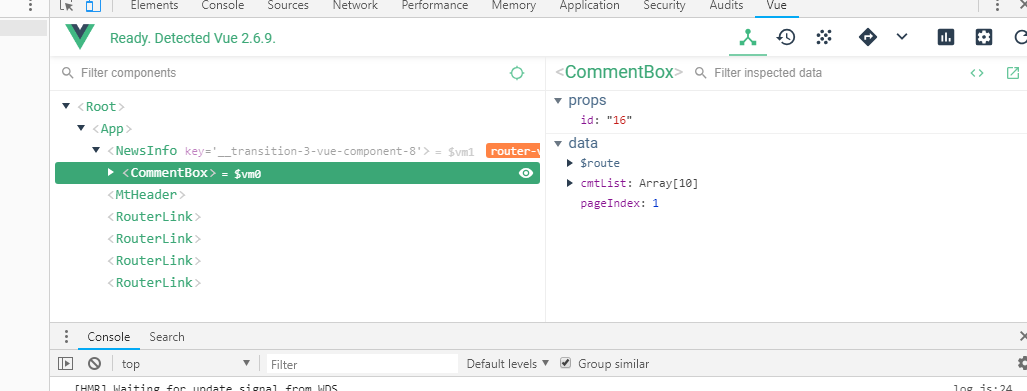 Elements Console Sources Network Performance Memory Application Security Audits Vue
Ready. Detected Vue 2.6.9.
Filter components
<Root>
<App>
<NewsInfo key='__transition-3-vue-component-8'> = $vm1 router-v
<CommentBox> = $vm0
<MtHeader>
<RouterLink>
<RouterLink>
<RouterLink>
<RouterLink>
<CommentBox> Filter inspected data
props
id: "16"
data
$route
cmtList: Array[10]
pageIndex: 1
Console Search
top Filter Default levels Group similar
[HMR] Waiting for update signal from WDS... log.js:24